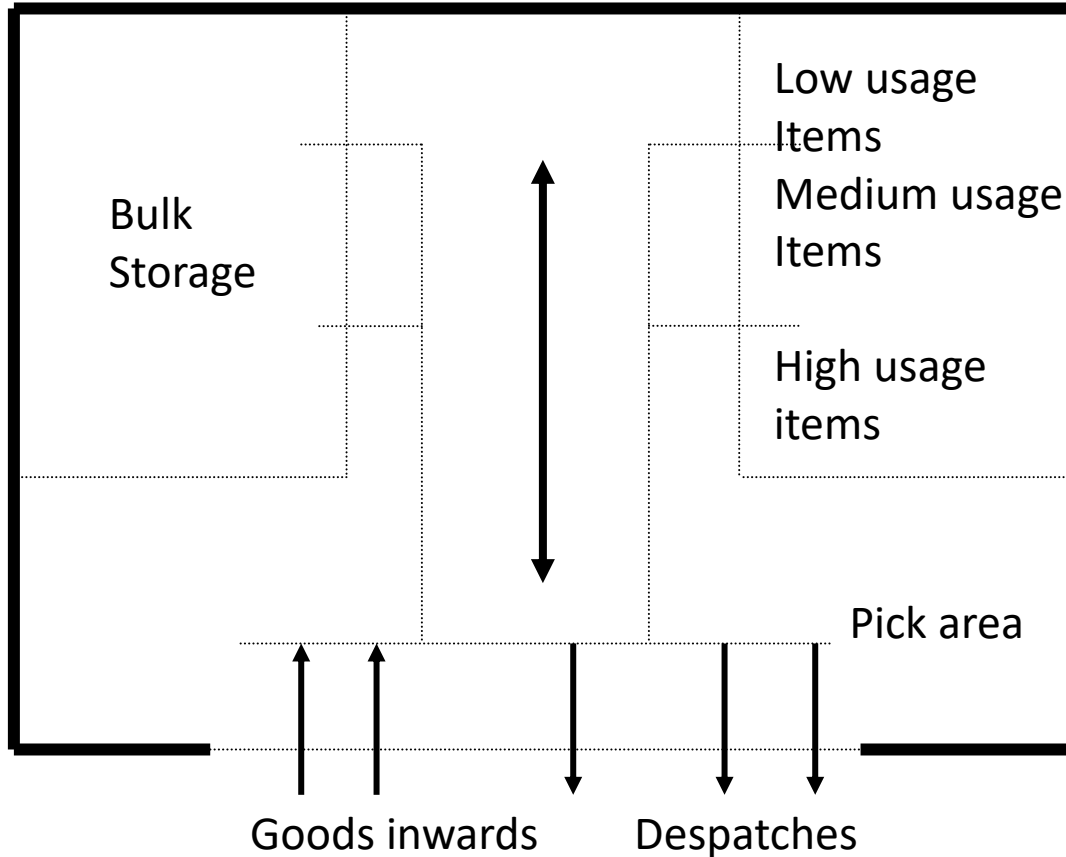 Low usage
Items
Medium usage
Items
Bulk
Storage
High usage
items
Pick area
Goods inwards
Despatches